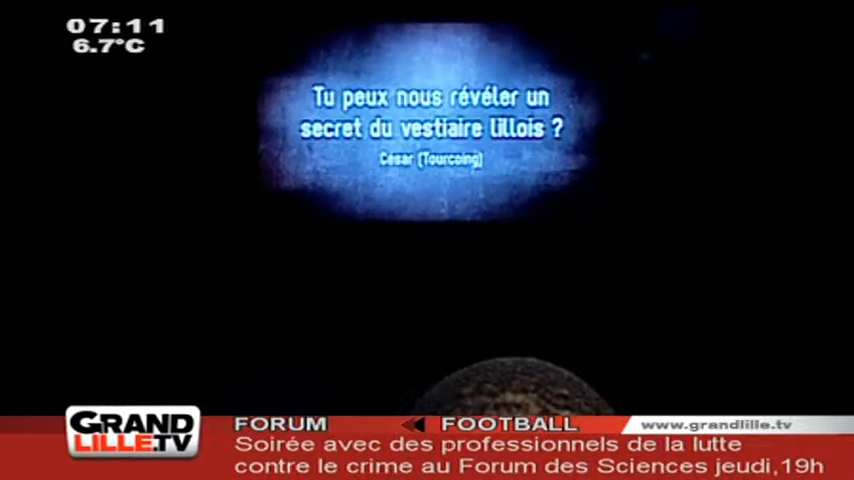 07:11
6.7°C
Tu peux nous révéler un
secret du vestiaire lillois ?
César (Tourcoing)
GRAND
LILLE.TV
FORUM FOOTBALL www.grandlille.tv
Soirée avec des professionnels de la lutte
contre le crime au Forum des Sciences jeudi,19h